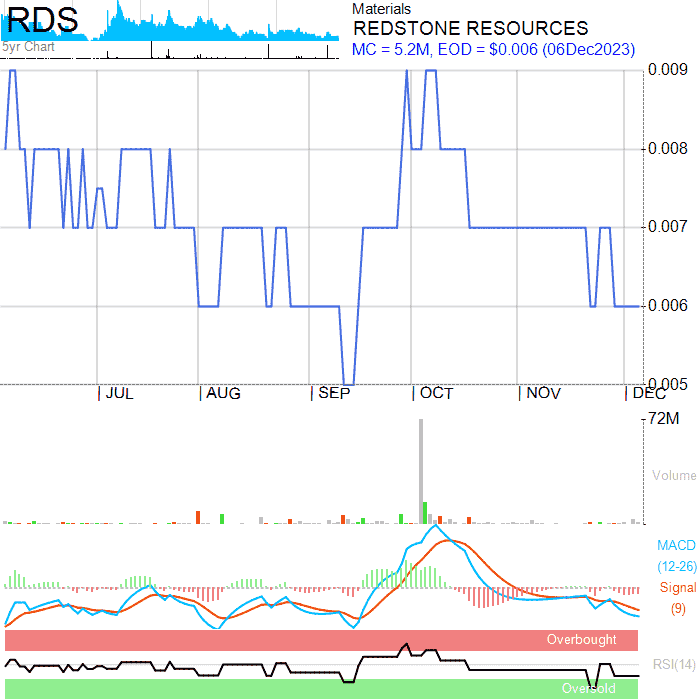 RDS
5yr Chart
Materials
REDSTONE RESOURCES
MC = 5.2M, EOD = $0.006 (06Dec2023)
0.009
0.008
0.007
0.006
0.005
JUL
AUG
SEP
OCT
NOV
DEC
72M
Volume
MACD
(12-26)
Signal
(9)
Overbought
RSI(14)
Oversold